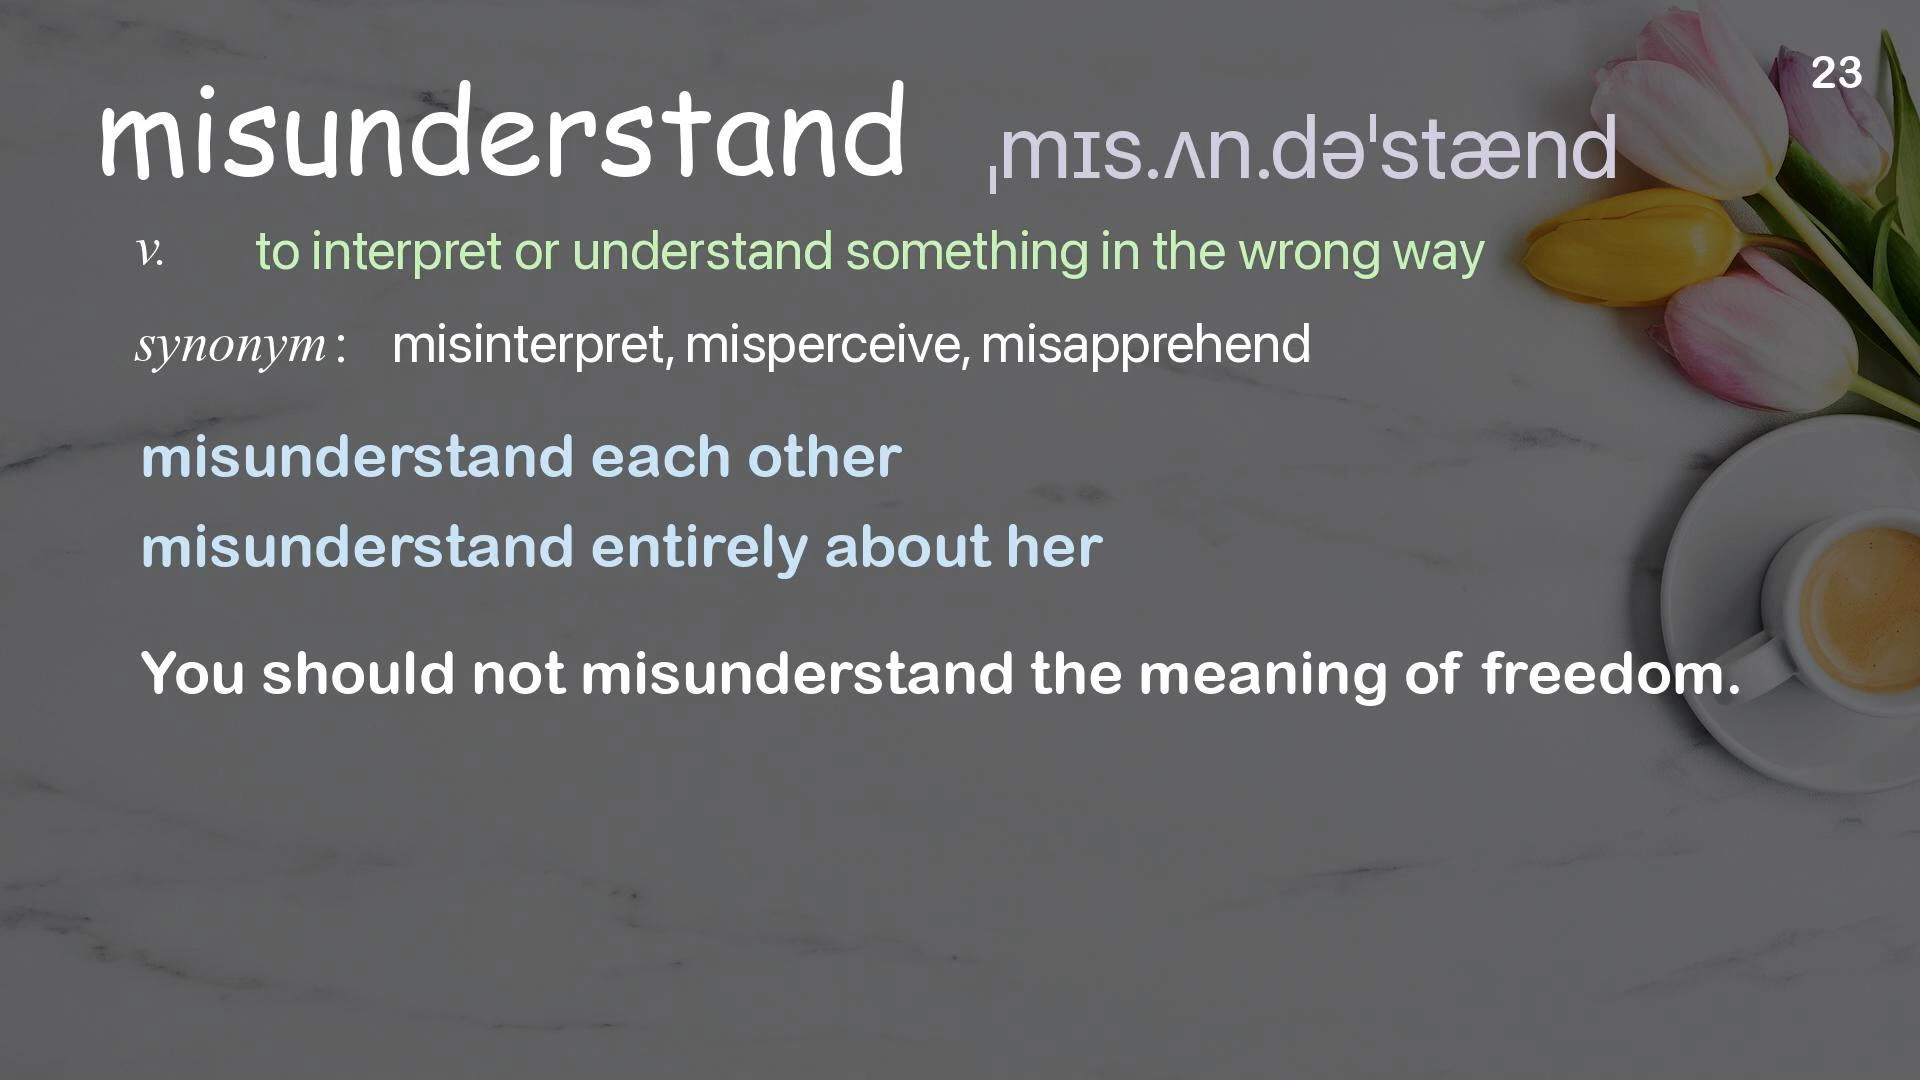 23
misunderstand ˌmɪs.ʌn.dəˈstænd
v. to interpret or understand something in the wrong way
synonym : misinterpret, misperceive, misapprehend
misunderstand each other
misunderstand entirely about her
You should not misunderstand the meaning of freedom.